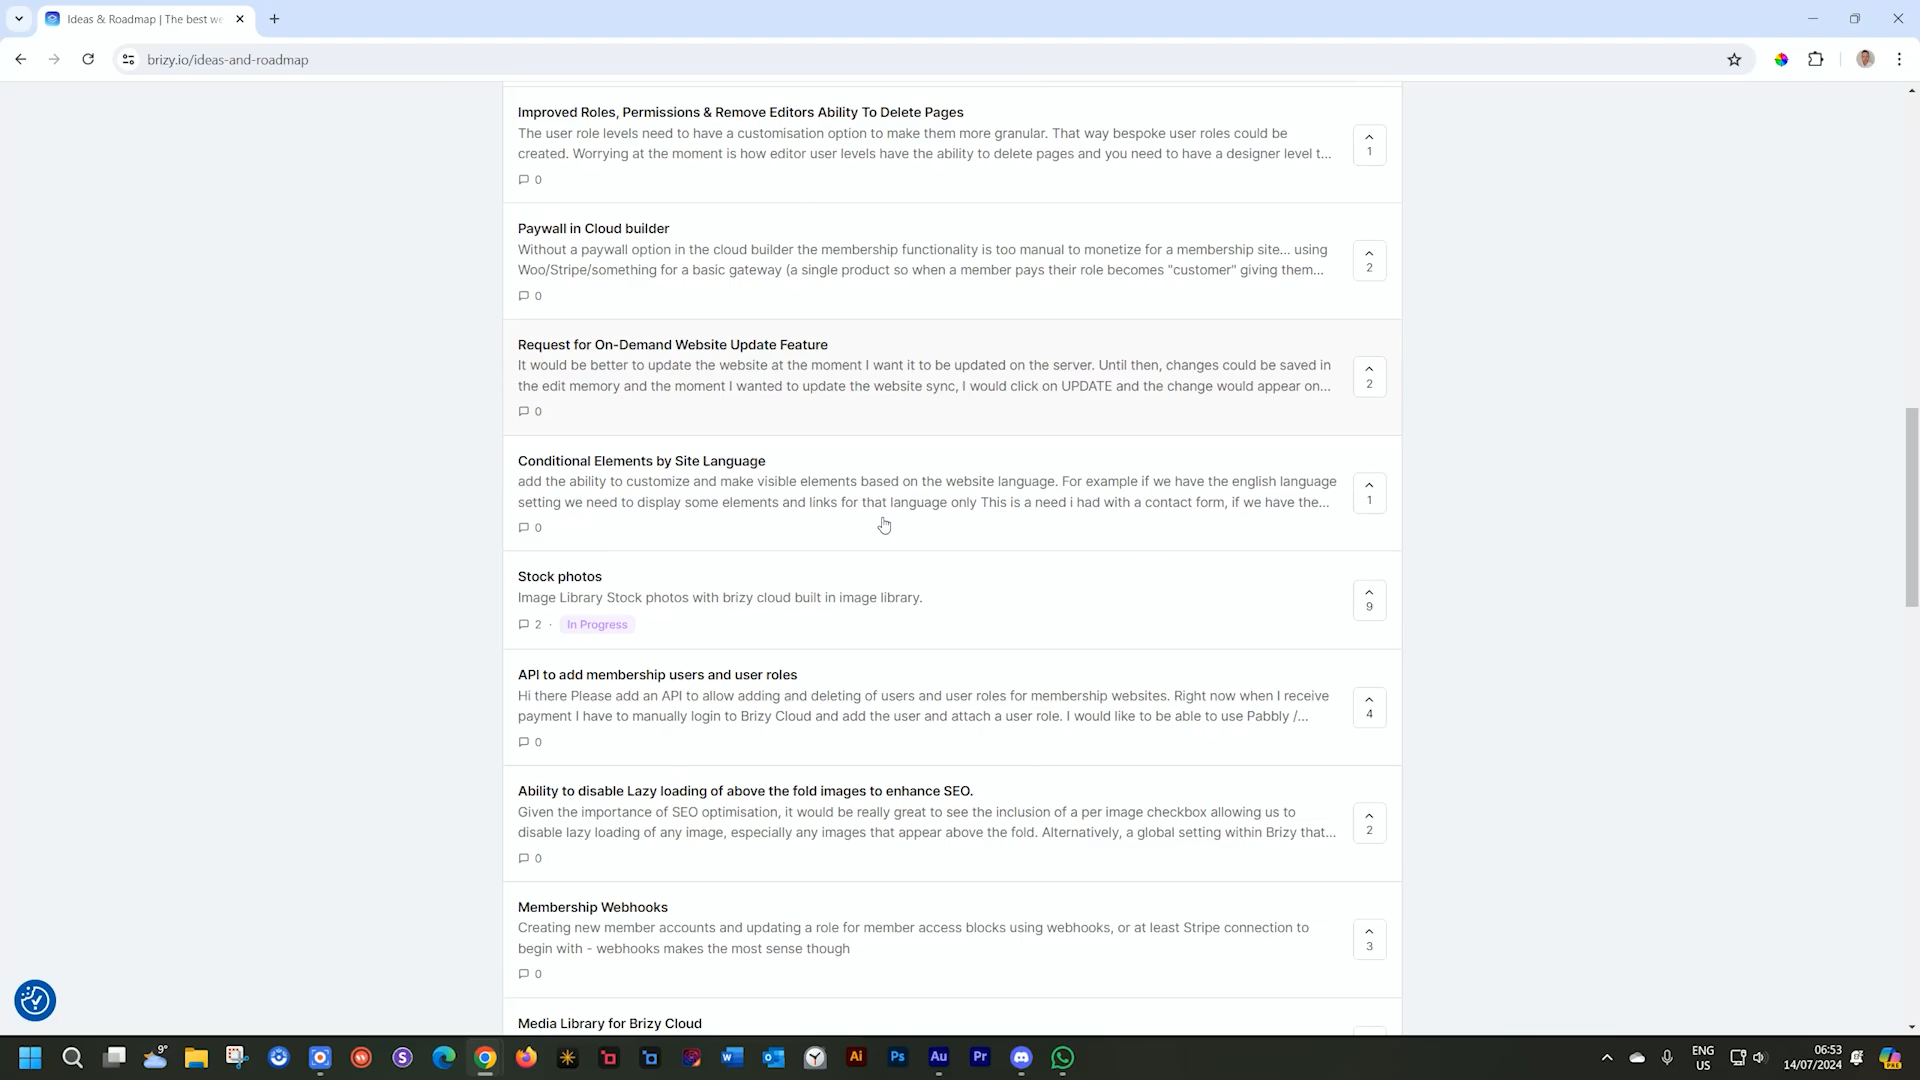 Ideas & Roadmap | The best we
brizy.io/ideas-and-roadmap
Improved Roles, Permissions & Remove Editors Ability To Delete Pages
The user role levels need to have a customisation option to make them more granular. That way bespoke user roles could be
created. Worrying at the moment is how editor user levels have the ability to delete pages and you need to have a designer level t...
1
0
Paywall in Cloud builder
Without a paywall option in the cloud builder the membership functionality is too manual to monetize for a membership site... using
Woo/Stripe/something for a basic gateway (a single product so when a member pays their role becomes "customer" giving them...
2
0
Request for On-Demand Website Update Feature
It would be better to update the website at the moment I want it to be updated on the server. Until then, changes could be saved in
the edit memory and the moment I wanted to update the website sync, I would click on UPDATE and the change would appear on...
2
0
Conditional Elements by Site Language
add the ability to customize and make visible elements based on the website language. For example if we have the english language
setting we need to display some elements and links for that language only This is a need i had with a contact form, if we have the...
1
0
Stock photos
Image Library Stock photos with brizy cloud built in image library.
9
2 · In Progress
API to add membership users and user roles
Hi there Please add an API to allow adding and deleting of users and user roles for membership websites. Right now when I receive
payment I have to manually login to Brizy Cloud and add the user and attach a user role. I would like to be able to use Pabbly /...
4
0
Ability to disable Lazy loading of above the fold images to enhance SEO.
Given the importance of SEO optimisation, it would be really great to see the inclusion of a per image checkbox allowing us to
disable lazy loading of any image, especially any images that appear above the fold. Alternatively, a global setting within Brizy that...
2
0
Membership Webhooks
Creating new member accounts and updating a role for member access blocks using webhooks, or at least Stripe connection to
begin with - webhooks makes the most sense though
3
0
Media Library for Brizy Cloud
9°
S
Ai
Ps
Au
Pr
ENG
US
06:53
14/07/2024
PRE